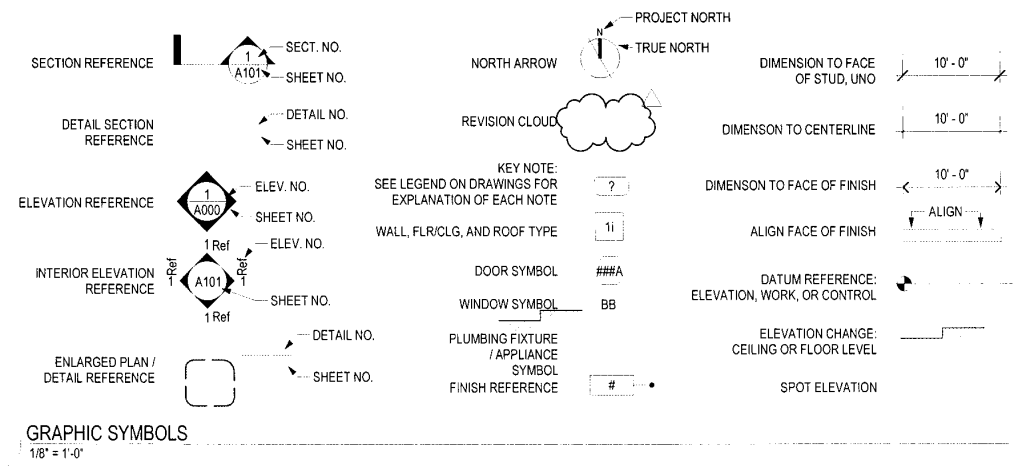 SECTION REFERENCE
1
A101
SECT. NO.
SHEET NO.
DETAIL SECTION
REFERENCE
DETAIL NO.
SHEET NO.
ELEVATION REFERENCE
1
A000
ELEV. NO.
SHEET NO.
INTERIOR ELEVATION
REFERENCE
1 Ref
1 Ref
A101
1 Ref
1 Ref
ELEV. NO.
SHEET NO.
ENLARGED PLAN /
DETAIL REFERENCE
DETAIL NO.
SHEET NO.
NORTH ARROW
N
PROJECT NORTH
TRUE NORTH
REVISION CLOUD
KEY NOTE:
SEE LEGEND ON DRAWINGS FOR
EXPLANATION OF EACH NOTE
?
WALL, FLR/CLG, AND ROOF TYPE
1i
DOOR SYMBOL
###A
WINDOW SYMBOL
BB
PLUMBING FIXTURE
/ APPLIANCE
SYMBOL
FINISH REFERENCE
#
DIMENSION TO FACE
OF STUD, UNO
10' - 0"
DIMENSON TO CENTERLINE
10' - 0"
DIMENSON TO FACE OF FINISH
10' - 0"
ALIGN FACE OF FINISH
ALIGN
DATUM REFERENCE:
ELEVATION, WORK, OR CONTROL
ELEVATION CHANGE:
CEILING OR FLOOR LEVEL
SPOT ELEVATION
GRAPHIC SYMBOLS
1/8" = 1'-0"